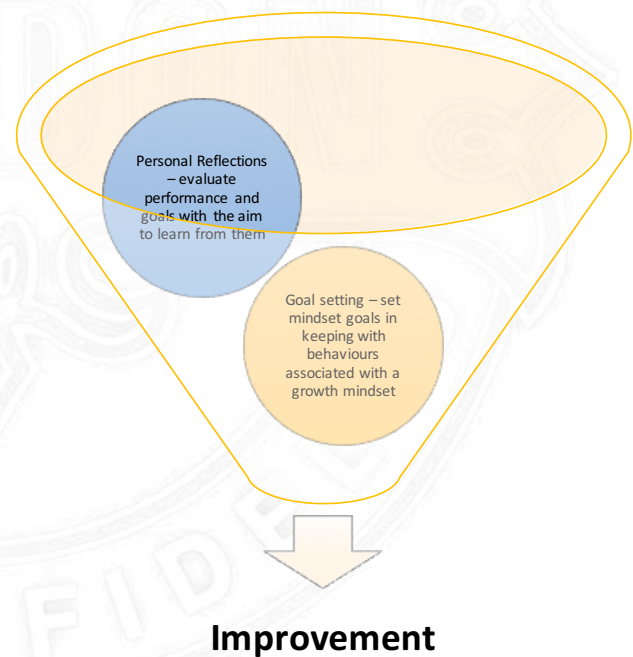 Personal Reflections
– evaluate
performance and
goals with the aim
to learn from them
Goal setting – set
mindset goals in
keeping with
behaviours
associated with a
growth mindset
Improvement